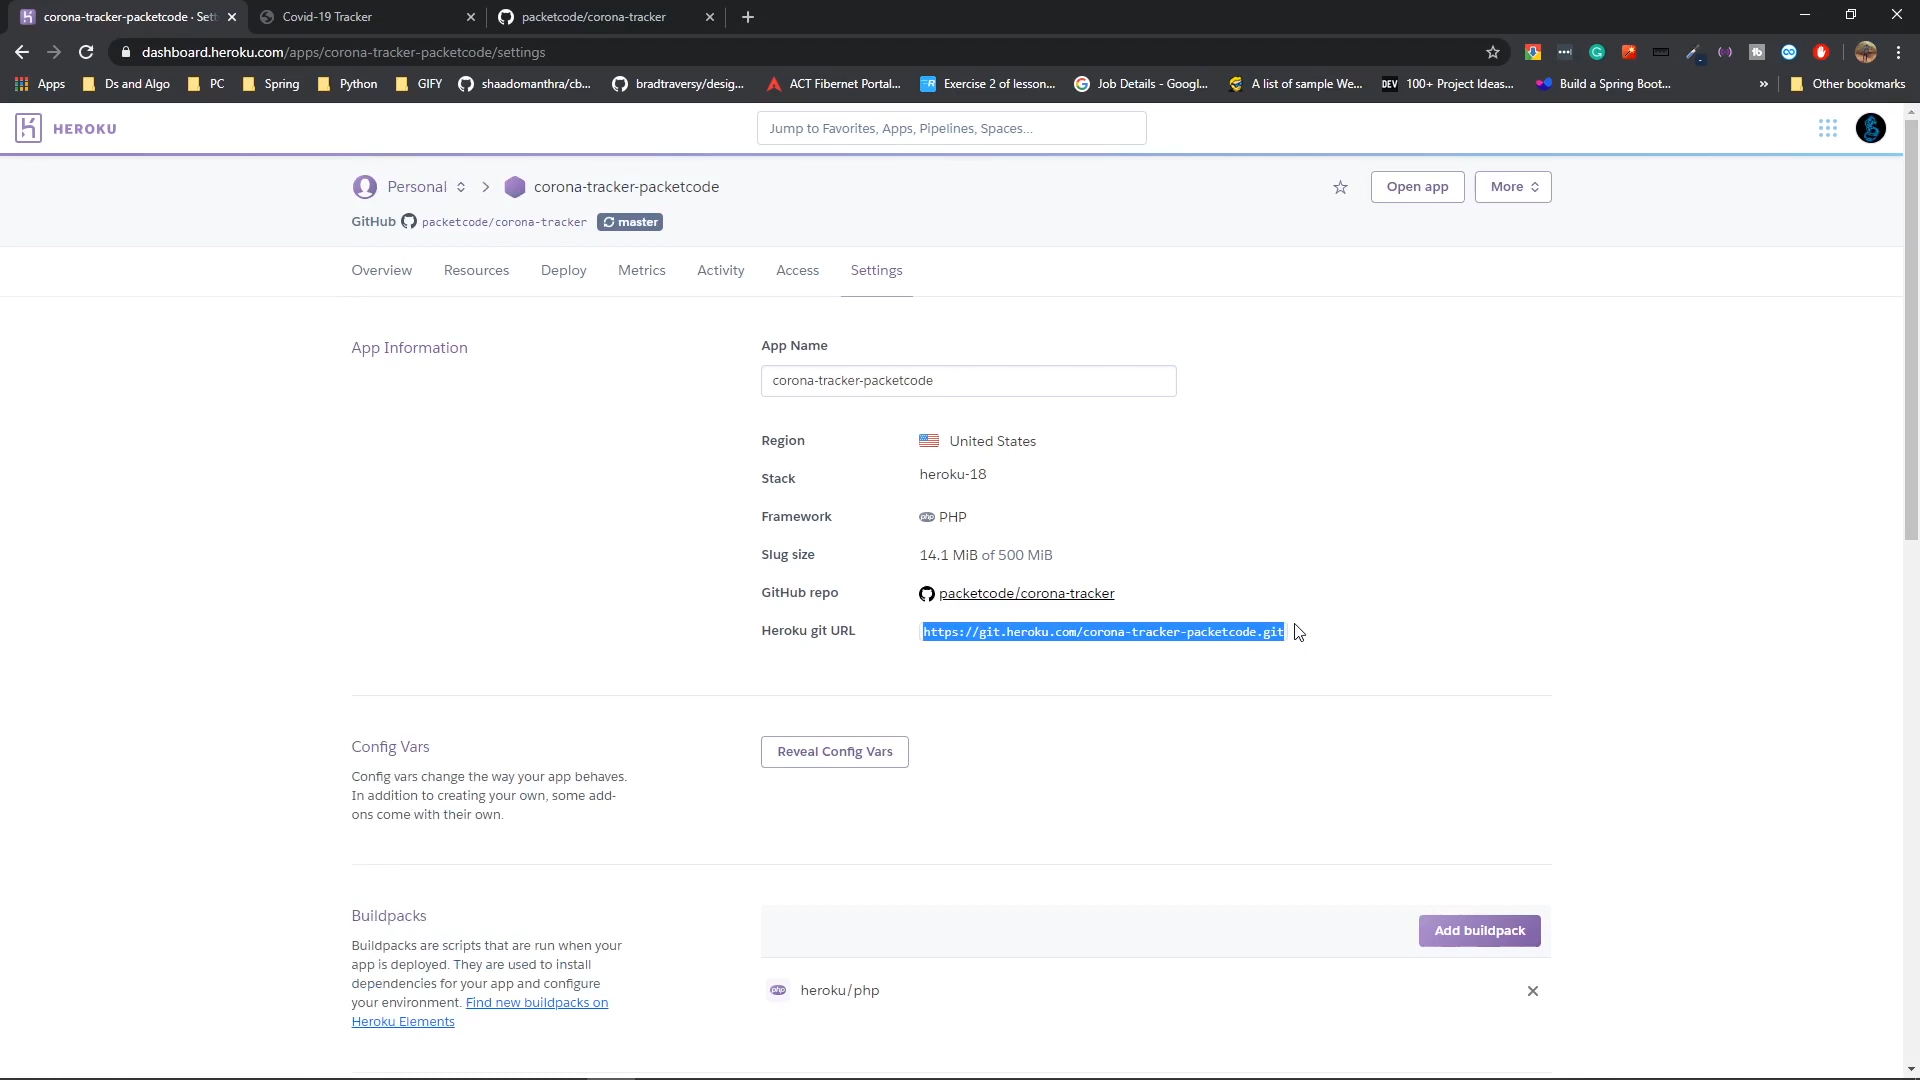 corona-tracker-packetcode · Sett
Covid-19 Tracker
packetcode/corona-tracker
dashboard.heroku.com/apps/corona-tracker-packetcode/settings
Apps
Ds and Algo
PC
Spring
Python
GIFY
shaadomanthra/cb...
bradtraversy/desig...
ACT Fibernet Portal...
Exercise 2 of lesson...
Job Details - Googl...
A list of sample We...
DEV
100+ Project Ideas...
Build a Spring Boot...
»
Other bookmarks
HEROKU
Jump to Favorites, Apps, Pipelines, Spaces...
Personal
corona-tracker-packetcode
Open app
More
GitHub packetcode/corona-tracker master
Overview
Resources
Deploy
Metrics
Activity
Access
Settings
App Information
App Name
corona-tracker-packetcode
Region United States
Stack heroku-18
Framework php PHP
Slug size 14.1 MiB of 500 MiB
GitHub repo packetcode/corona-tracker
Heroku git URL https://git.heroku.com/corona-tracker-packetcode.git
Config Vars
Config vars change the way your app behaves.
In addition to creating your own, some add-
ons come with their own.
Reveal Config Vars
Buildpacks
Buildpacks are scripts that are run when your
app is deployed. They are used to install
dependencies for your app and configure
your environment. Find new buildpacks on
Heroku Elements
Add buildpack
php heroku/php